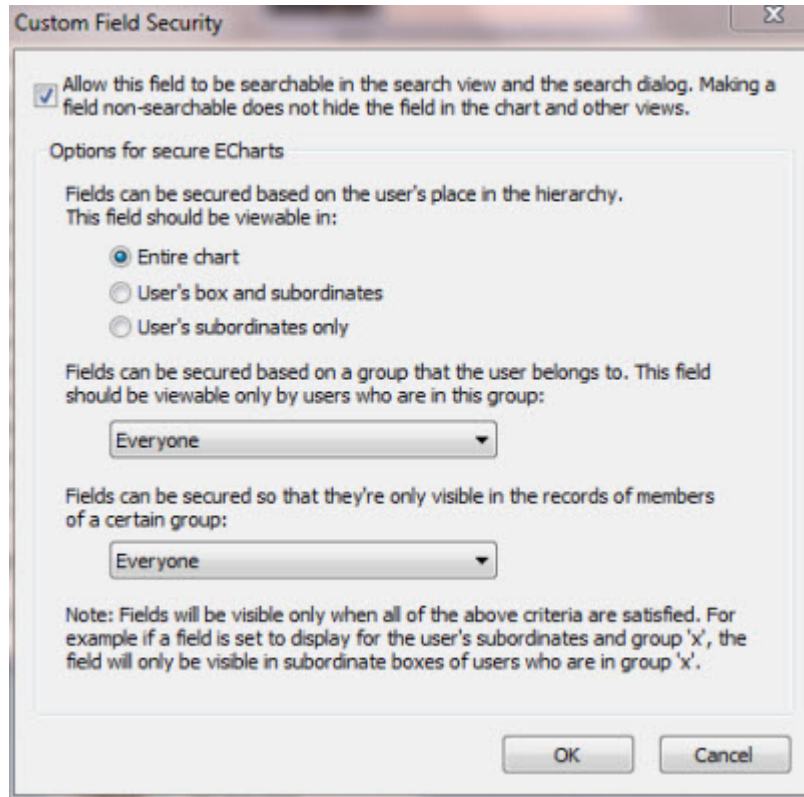 Custom Field Security
Allow this field to be searchable in the search view and the search dialog. Making a
field non-searchable does not hide the field in the chart and other views.
Options for secure ECharts
Fields can be secured based on the user's place in the hierarchy.
This field should be viewable in:
Entire chart
User's box and subordinates
User's subordinates only
Fields can be secured based on a group that the user belongs to. This field
should be viewable only by users who are in this group:
Everyone
Fields can be secured so that they're only visible in the records of members
of a certain group:
Everyone
Note: Fields will be visible only when all of the above criteria are satisfied. For
example if a field is set to display for the user's subordinates and group 'x', the
field will only be visible in subordinate boxes of users who are in group 'x'.
OK Cancel